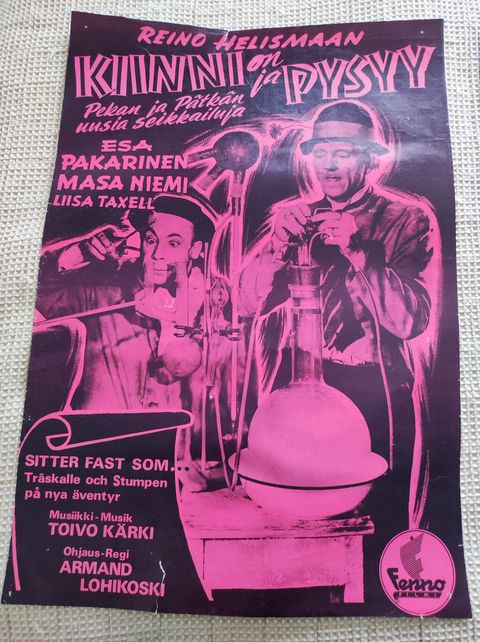 REINO HELISMAAN
KIINNI on ja PYSYY
Pekan ja Pätkän
uusia seikkailuja
ESA
PAKARINEN
MASA NIEMI
LIISA TAXELL
SITTER FAST SOM...
Träskalle och Stumpen
på nya äventyr
Musiikki-Musik
TOIVO KÄRKI
Ohjaus-Regi
ARMAND
LOHIKOSKI
Fenno
FILMI